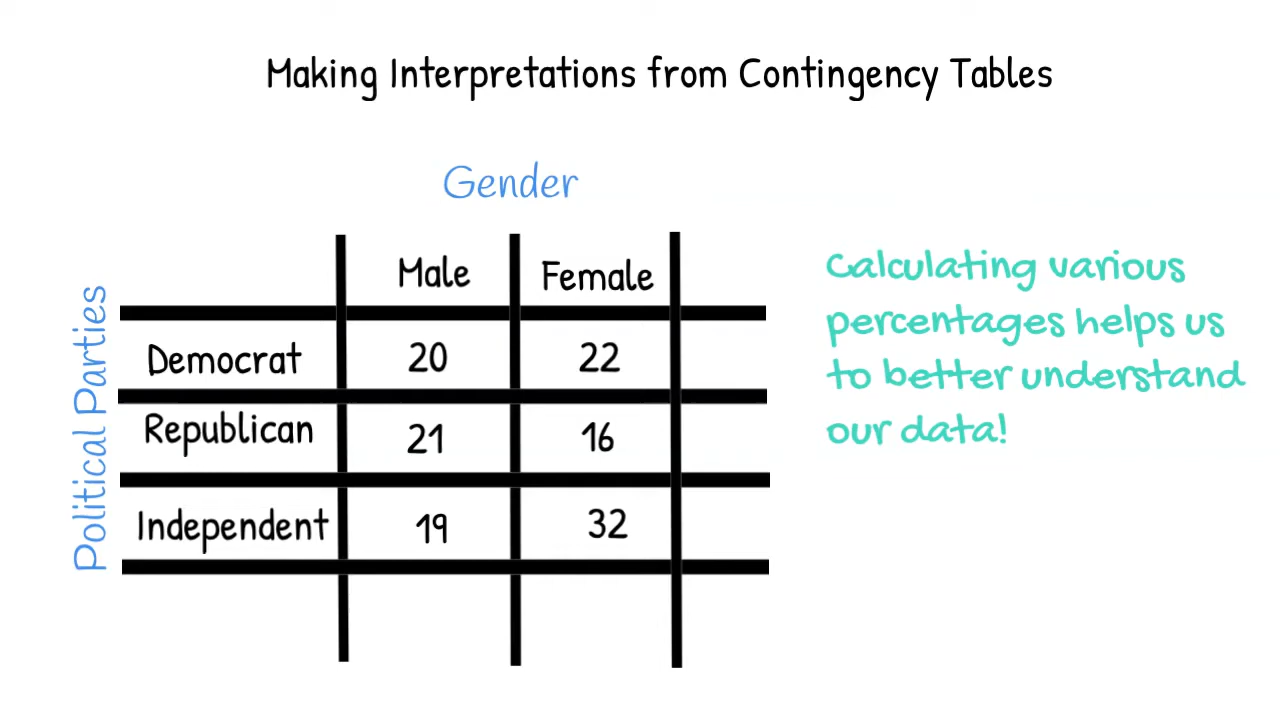 Making Interpretations from Contingency Tables
Gender
Political Parties
Male Female
Democrat 20 22
Republican 21 16
Independent 19 32
Calculating various
percentages helps us
to better understand
our data!